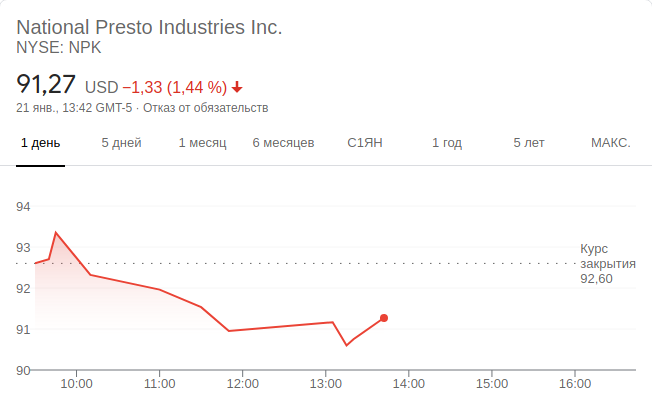 National Presto Industries Inc.
NYSE: NPK
91,27 USD −1,33 (1,44 %)
21 янв., 13:42 GMT-5 · Отказ от обязательств
1 день 5 дней 1 месяц 6 месяцев С1ЯН 1 год 5 лет МАКС.
94
93
92
91
90
Курс
закрытия
92,60
10:00 11:00 12:00 13:00 14:00 15:00 16:00